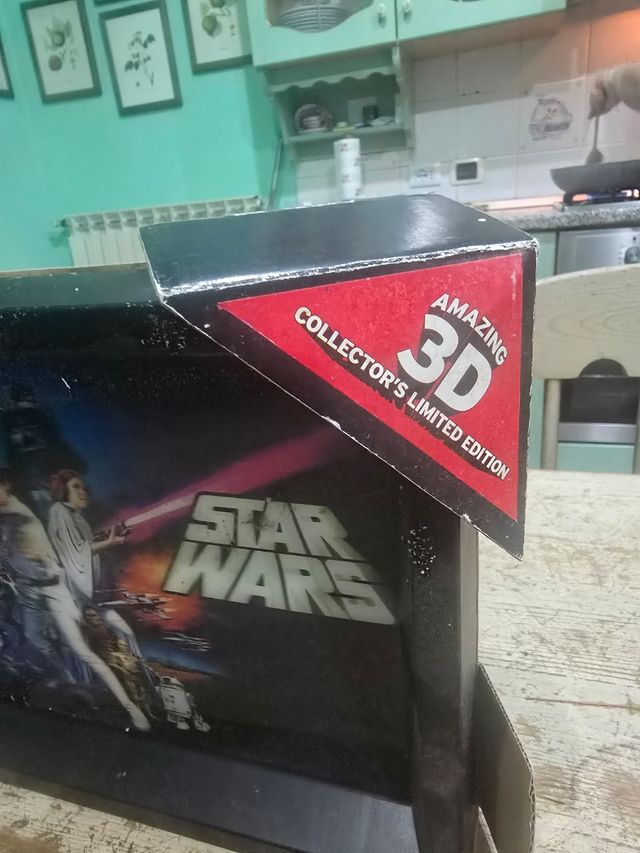 AMAZING
3D
COLLECTOR'S LIMITED EDITION
STAR
WARS